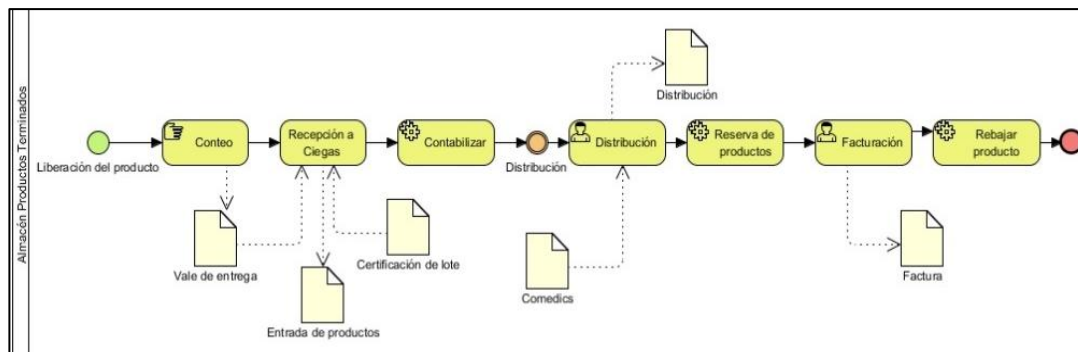 Almacén Productos Terminados
Liberación del producto
Conteo
Recepción a
Ciegas
Contabilizar
Distribución
Distribución
Distribución
Reserva de
productos
Facturación
Rebajar
producto
Vale de entrega
Entrada de productos
Certificación de lote
Comedics
Factura